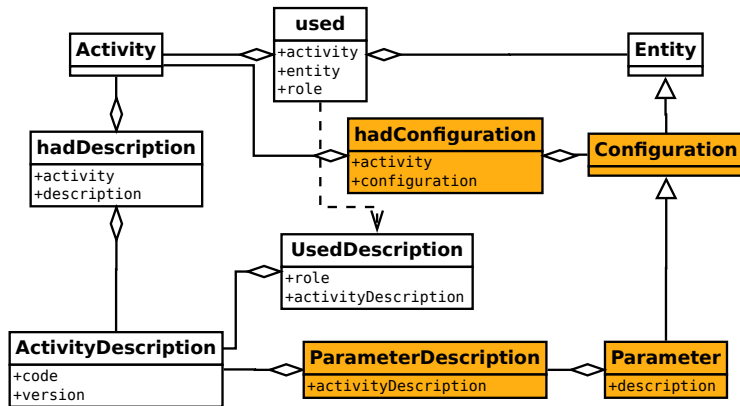 used
+activity
+entity
+role
Activity
Entity
hadDescription
+activity
+description
hadConfiguration
+activity
+configuration
Configuration
UsedDescription
+role
+activityDescription
ActivityDescription
+code
+version
ParameterDescription
+activityDescription
Parameter
+description